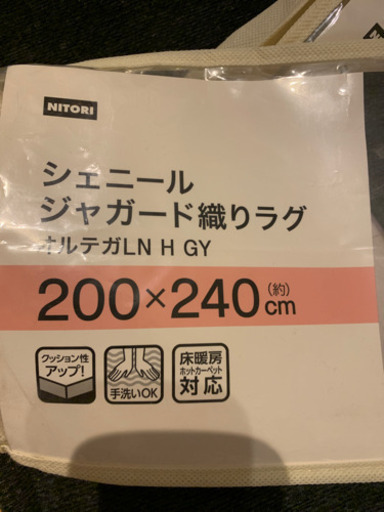 NITORI
シェニール
ジャガード織りラグ
オルテガLN H GY
200×240(約)cm
クッション性
アップ!
手洗いOK
床暖房
ホットカーペット
対応